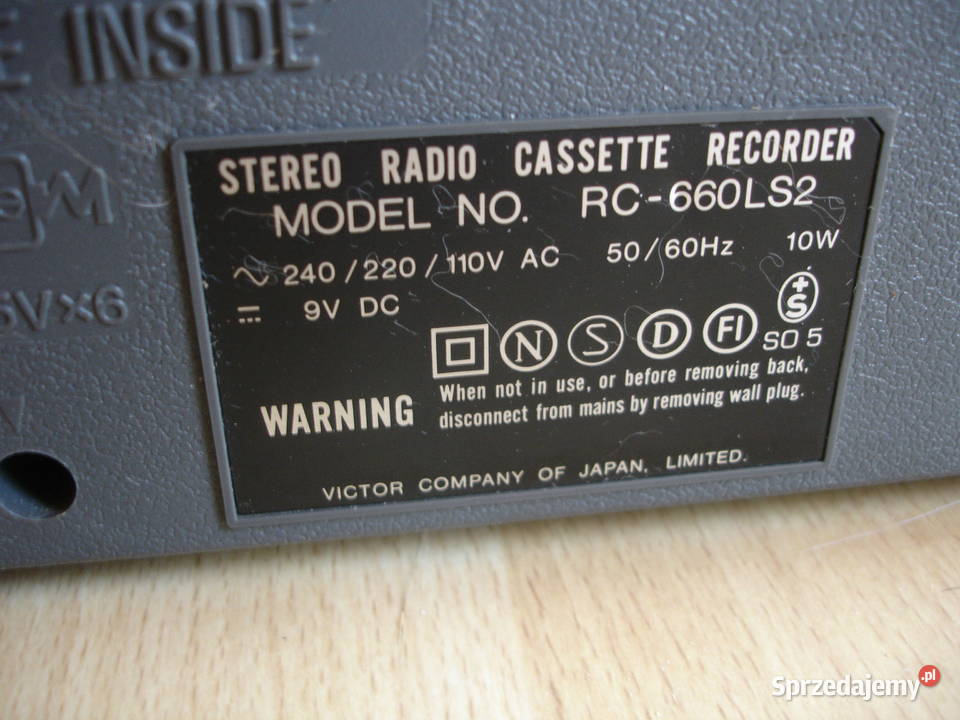 E INSIDE
STEREO RADIO CASSETTE RECORDER
MODEL NO. RC-660LS2
~ 240/220/110V AC 50/60Hz 10W
9V DC
N S D FI +S
SO 5
5V×6
WARNING When not in use, or before removing back,
disconnect from mains by removing wall plug.
VICTOR COMPANY OF JAPAN, LIMITED.
Sprzedajemy.pl